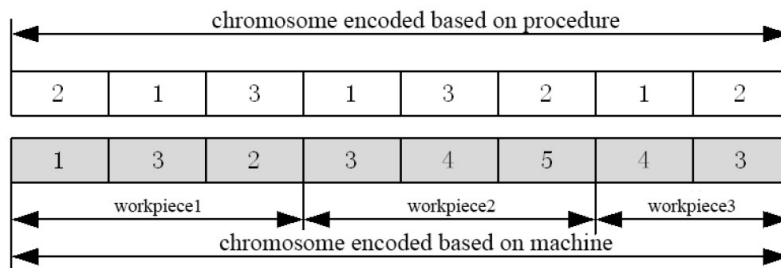 chromosome encoded based on procedure
2 1 3 1 3 2 1 2
1 3 2 3 4 5 4 3
workpiece1 workpiece2 workpiece3
chromosome encoded based on machine